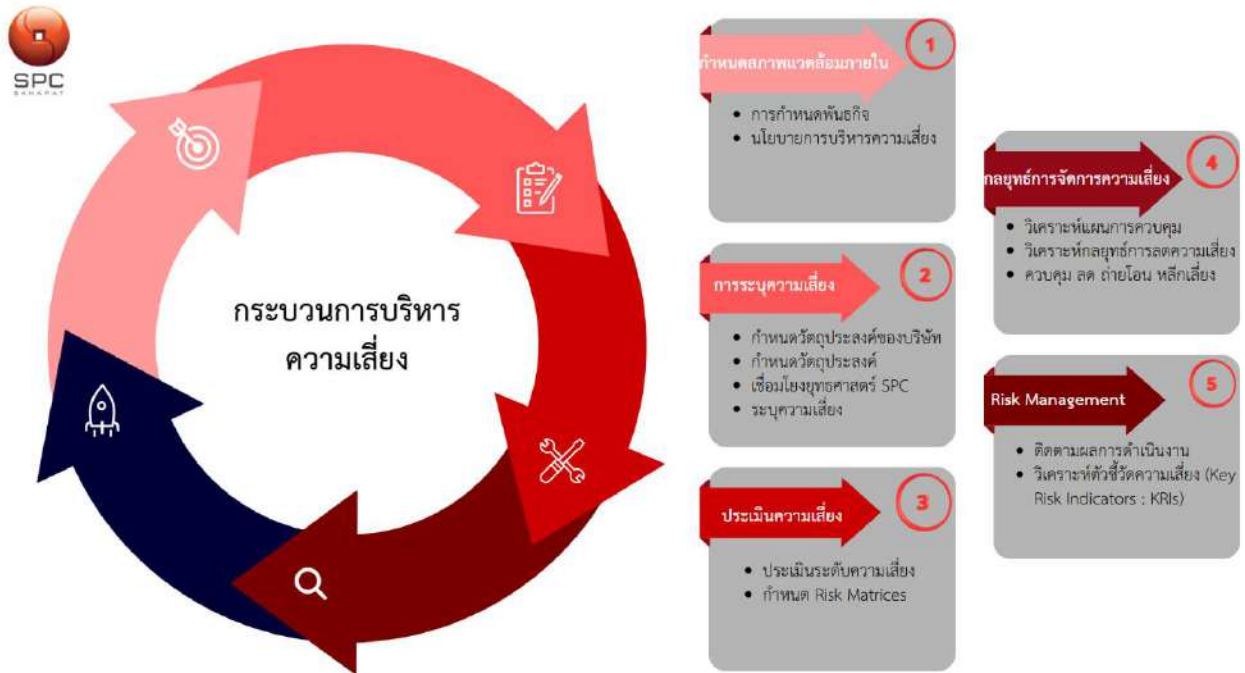 SPC
SAHAPAT
กระบวนการบริหาร
ความเสี่ยง
1
กำหนดสภาพแวดล้อมภายใน
• การกำหนดพันธกิจ
• นโยบายการบริหารความเสี่ยง
2
การระบุความเสี่ยง
• กำหนดวัตถุประสงค์ของบริษัท
• กำหนดวัตถุประสงค์
• เชื่อมโยงยุทธศาสตร์ SPC
• ระบุความเสี่ยง
3
ประเมินความเสี่ยง
• ประเมินระดับความเสี่ยง
• กำหนด Risk Matrices
4
กลยุทธ์การจัดการความเสี่ยง
• วิเคราะห์แผนการควบคุม
• วิเคราะห์กลยุทธ์การลดความเสี่ยง
• ควบคุม ลด ถ่ายโอน หลีกเลี่ยง
5
Risk Management
• ติดตามผลการดำเนินงาน
• วิเคราะห์ตัวชี้วัดความเสี่ยง (Key
Risk Indicators : KRIs)